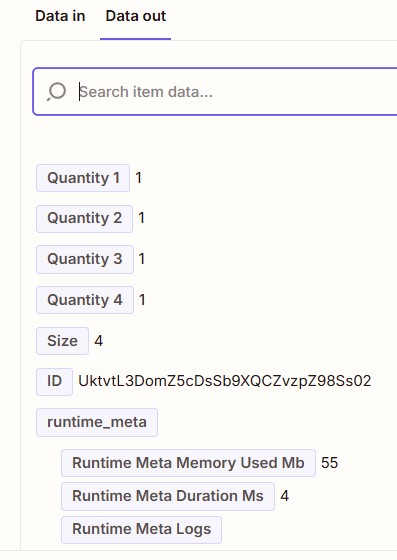 Data in Data out
Search item data...
Quantity 1 1
Quantity 2 1
Quantity 3 1
Quantity 4 1
Size 4
ID UktvtL3DomZ5cDsSb9XQCZvzpZ98Ss02
runtime_meta
Runtime Meta Memory Used Mb 55
Runtime Meta Duration Ms 4
Runtime Meta Logs